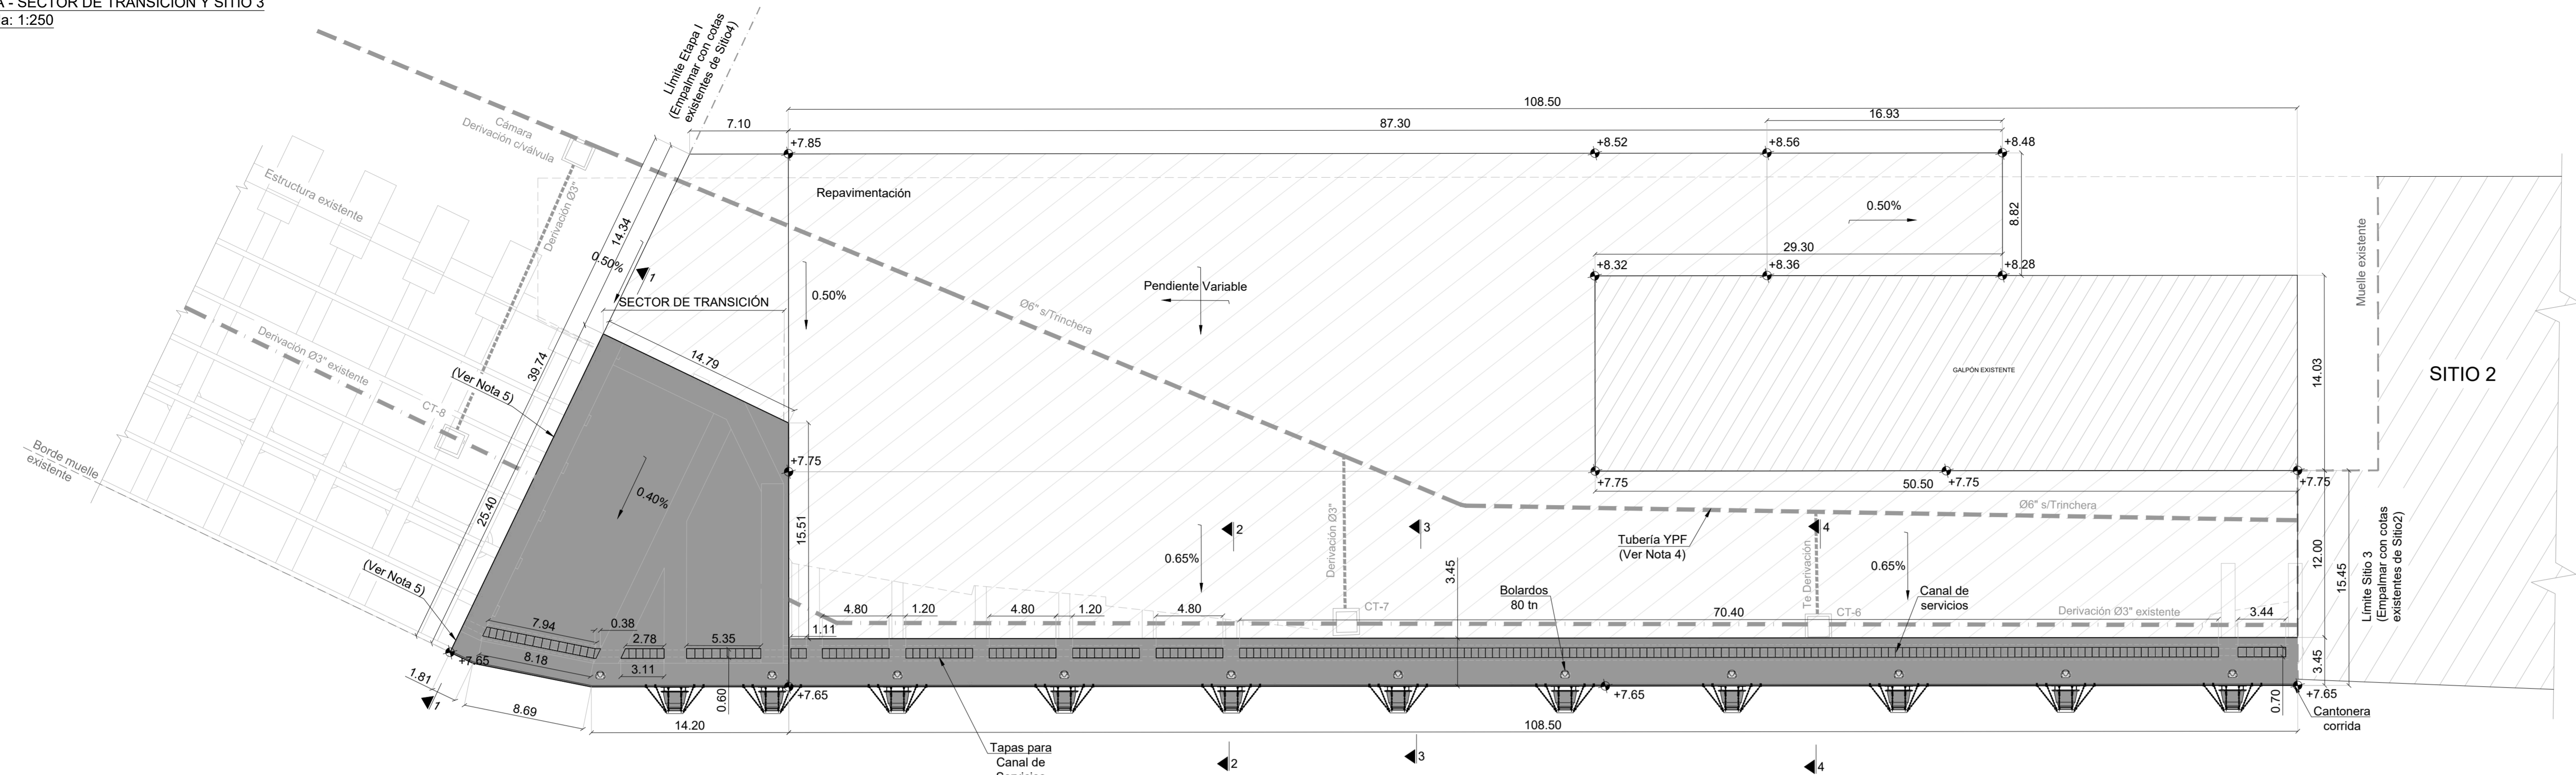 - SECTOR DE TRANSICIÓN Y SITIO 3
a: 1:250
Límite Etapa I
(Empalmar con cotas
existentes de Sitio4)
108.50
16.93
7.10
87.30
+7.85
+8.52
+8.56
+8.48
Cámara
Derivación c/válvula
Estructura existente
Derivación Ø3"
Repavimentación
0.50%
8.82
14.34
0.50%
1
29.30
+8.32
+8.36
+8.28
Muelle existente
SECTOR DE TRANSICIÓN
0.50%
Pendiente Variable
Ø6" s/Trinchera
Derivación Ø3" existente
39.74
14.79
(Ver Nota 5)
CT-8
GALPÓN EXISTENTE
14.03
SITIO 2
Borde muelle
existente
25.40
0.40%
+7.75
+7.75
+7.75
+7.75
50.50
15.51
2
3
4
Ø6" s/Trinchera
Tubería YPF
(Ver Nota 4)
Derivación Ø3"
Te Derivación
0.65%
0.65%
3.45
12.00
15.45
Límite Sitio 3
(Empalmar con cotas
existentes de Sitio2)
(Ver Nota 5)
Bolardos
80 tn
Canal de
servicios
4.80
1.20
4.80
1.20
4.80
CT-7
70.40
CT-6
Derivación Ø3" existente
3.44
7.94
0.38
2.78
5.35
1.11
+7.65
8.18
3.11
0.60
3.45
0.70
+7.65
+7.65
+7.65
1.81
1
8.69
14.20
108.50
Cantonera
corrida
Tapas para
Canal de
2
3
4